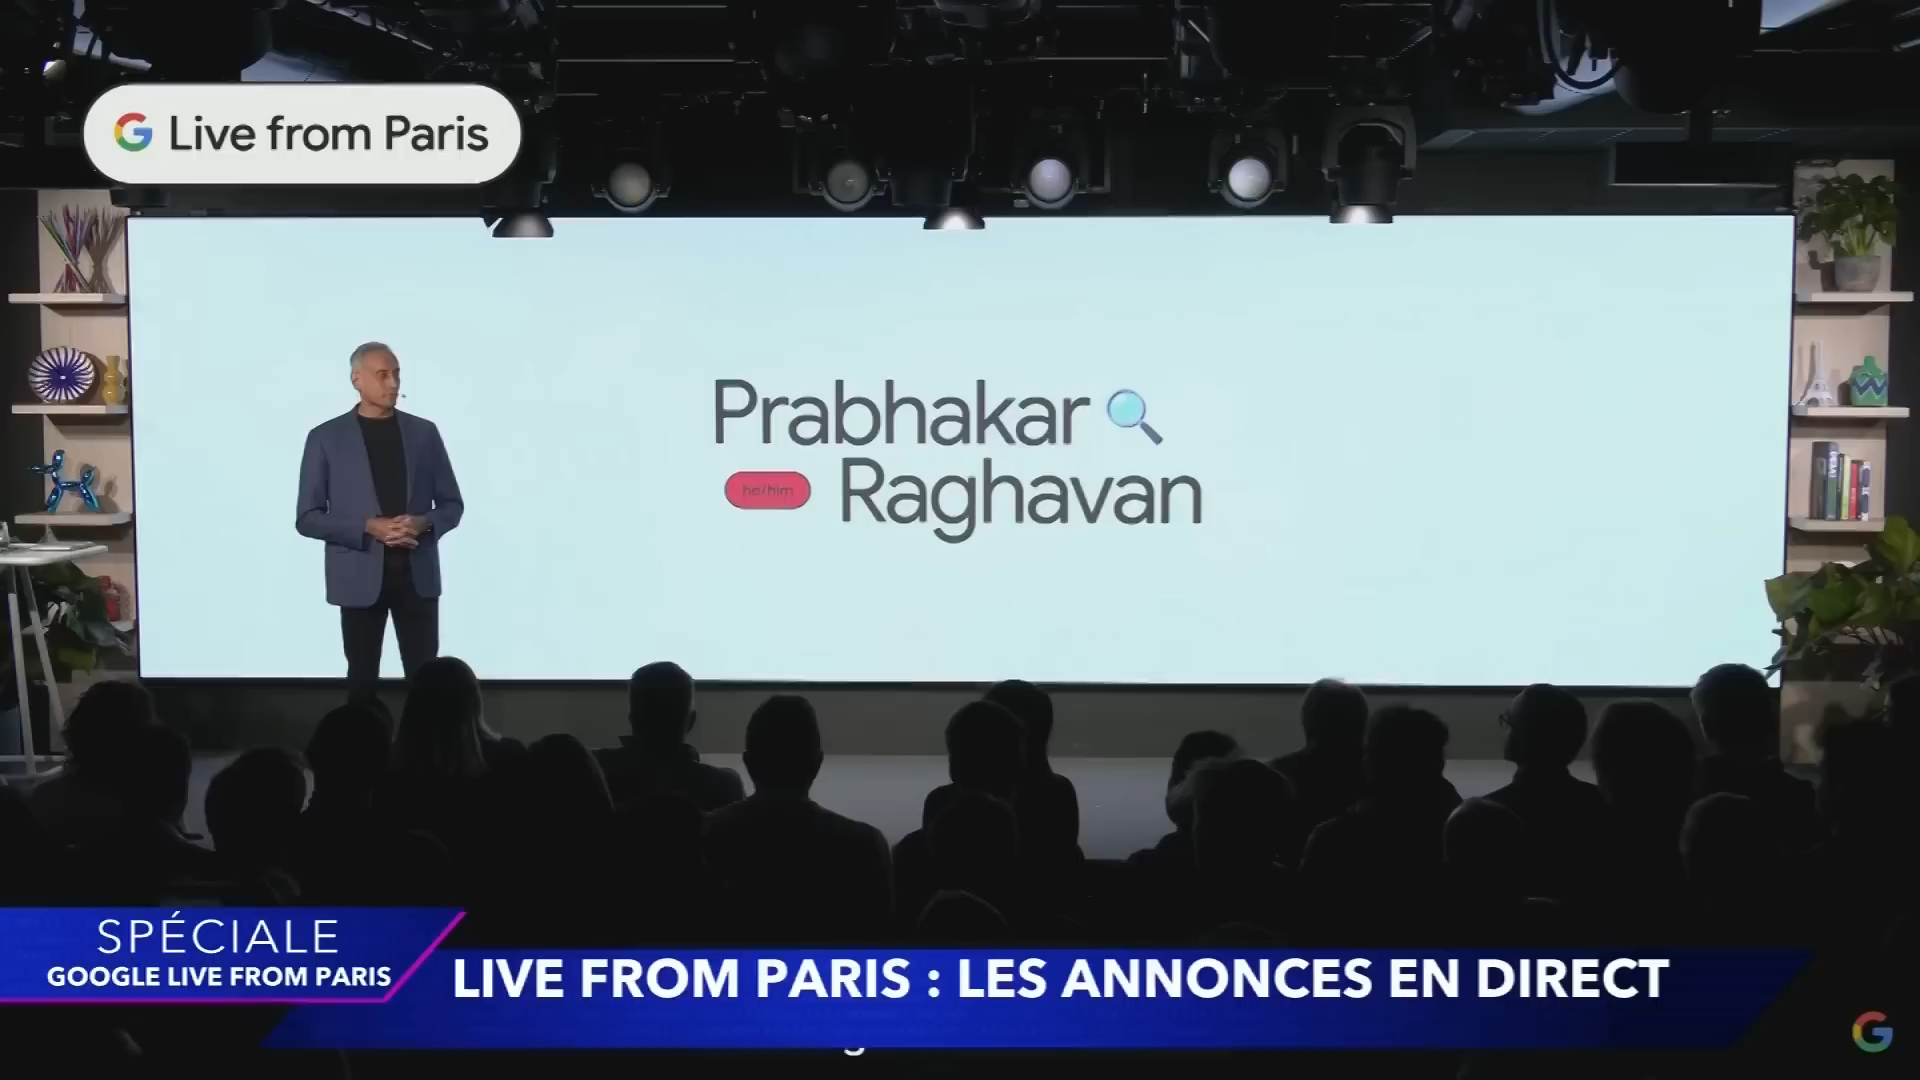 Live from Paris
Prabhakar
he/him
Raghavan
SPÉCIALE
GOOGLE LIVE FROM PARIS
LIVE FROM PARIS : LES ANNONCES EN DIRECT